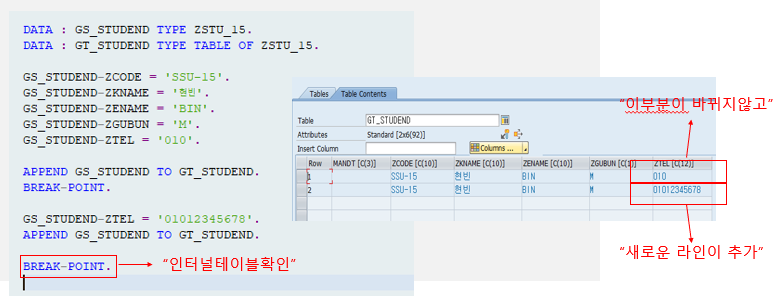 DATA : GS_STUDEND TYPE ZSTU_15.
DATA : GT_STUDEND TYPE TABLE OF ZSTU_15.
GS_STUDEND-ZCODE = 'SSU-15'.
GS_STUDEND-ZKNAME = '현빈'.
GS_STUDEND-ZENAME = 'BIN'.
GS_STUDEND-ZGUBUN = 'M'.
GS_STUDEND-ZTEL = '010'.
APPEND GS_STUDEND TO GT_STUDEND.
BREAK-POINT.
GS_STUDEND-ZTEL = '01012345678'.
APPEND GS_STUDEND TO GT_STUDEND.
BREAK-POINT.
“인터널테이블확인”
Tables Table Contents
Table GT_STUDEND
Attributes Standard [2x6(92)]
Insert Column Columns ...
Row MANDT [C(3)] ZCODE [C(10)] ZKNAME [C(10)] ZENAME [C(10)] ZGUBUN [C(1)] ZTEL [C(12)]
1 SSU-15 현빈 BIN M 010
2 SSU-15 현빈 BIN M 01012345678
“이부분이 바뀌지않고”
“새로운 라인이 추가”